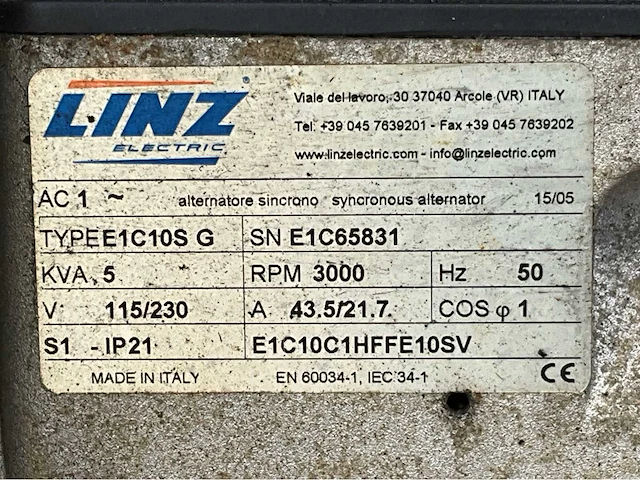 LINZ®
ELECTRIC
Viale del lavoro, 30 37040 Arcole (VR) ITALY
Tel: +39 045 7639201 - Fax +39 045 7639202
www.linzelectric.com - info@linzelectric.com
AC 1 ~ alternatore sincrono syhcronous alternator 15/05
TYPE E1C10S G SN E1C65831
KVA 5 RPM 3000 Hz 50
V 115/230 A 43.5/21.7 COS φ 1
S1 - IP21 E1C10C1HFFE10SV
MADE IN ITALY EN 60034-1, IEC 34-1 CE